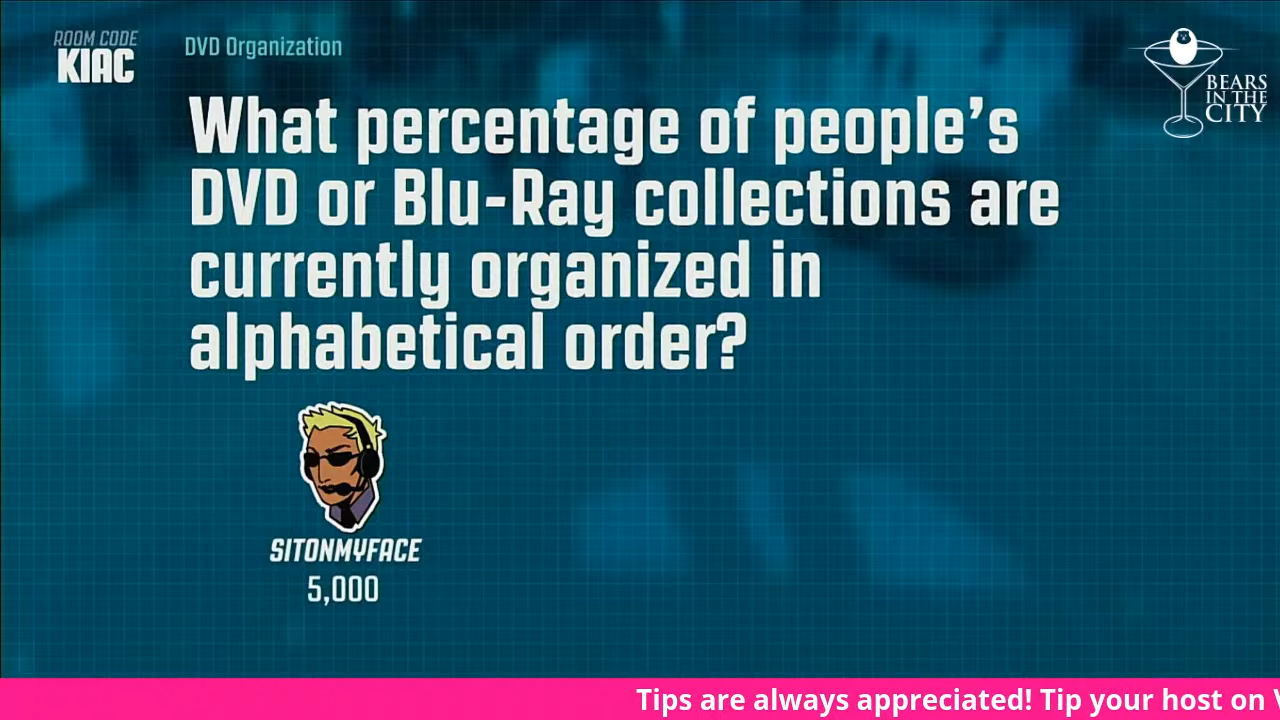 ROOM CODE
KIAC
DVD Organization
BEARS
IN THE
CITY
What percentage of people’s
DVD or Blu-Ray collections are
currently organized in
alphabetical order?
SITONMYFACE
5,000
Tips are always appreciated! Tip your host on